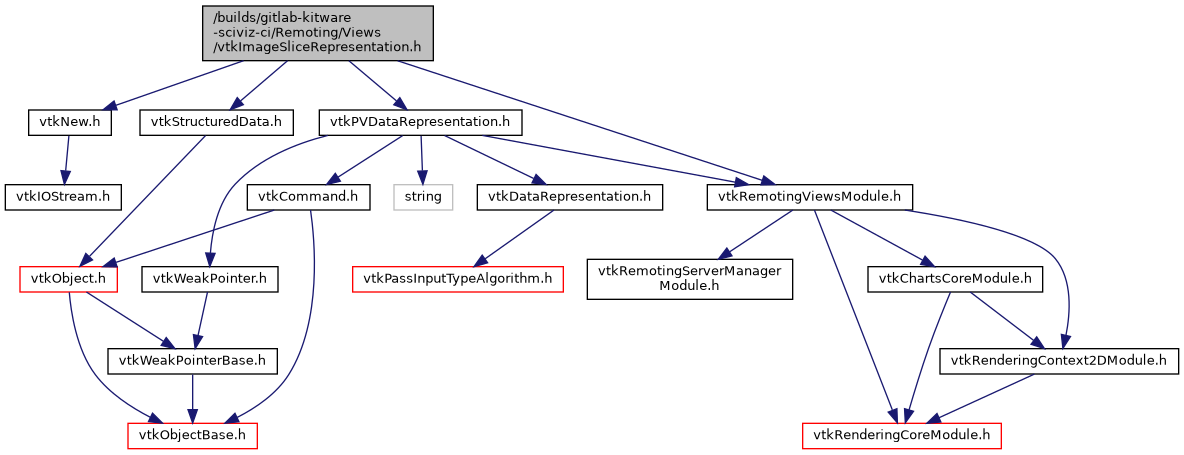 /builds/gitlab-kitware
-sciviz-ci/Remoting/Views
/vtkImageSliceRepresentation.h
vtkNew.h
vtkStructuredData.h
vtkPVDataRepresentation.h
vtkIOStream.h
vtkCommand.h
string
vtkDataRepresentation.h
vtkRemotingViewsModule.h
vtkObject.h
vtkWeakPointer.h
vtkPassInputTypeAlgorithm.h
vtkRemotingServerManager
Module.h
vtkChartsCoreModule.h
vtkWeakPointerBase.h
vtkRenderingContext2DModule.h
vtkObjectBase.h
vtkRenderingCoreModule.h